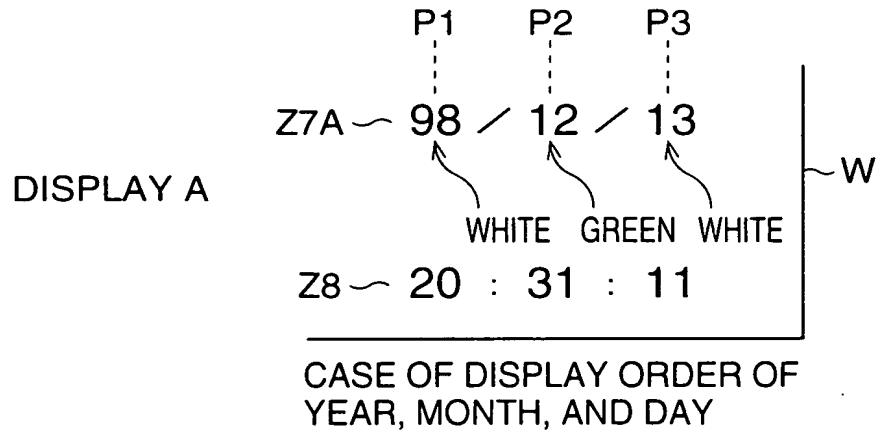 P1 P2 P3
Z7A 98 / 12 / 13
W
DISPLAY A
WHITE GREEN WHITE
Z8 20 : 31 : 11
CASE OF DISPLAY ORDER OF
YEAR, MONTH, AND DAY